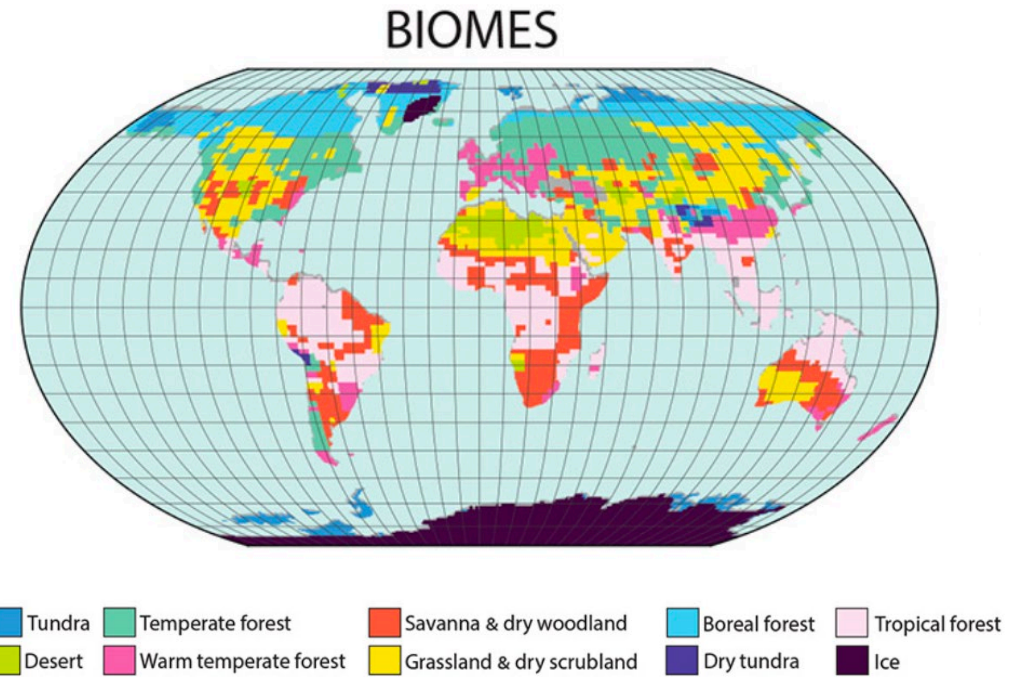 BIOMES
Tundra
Temperate forest
Savanna & dry woodland
Boreal forest
Tropical forest
Desert
Warm temperate forest
Grassland & dry scrubland
Dry tundra
Ice